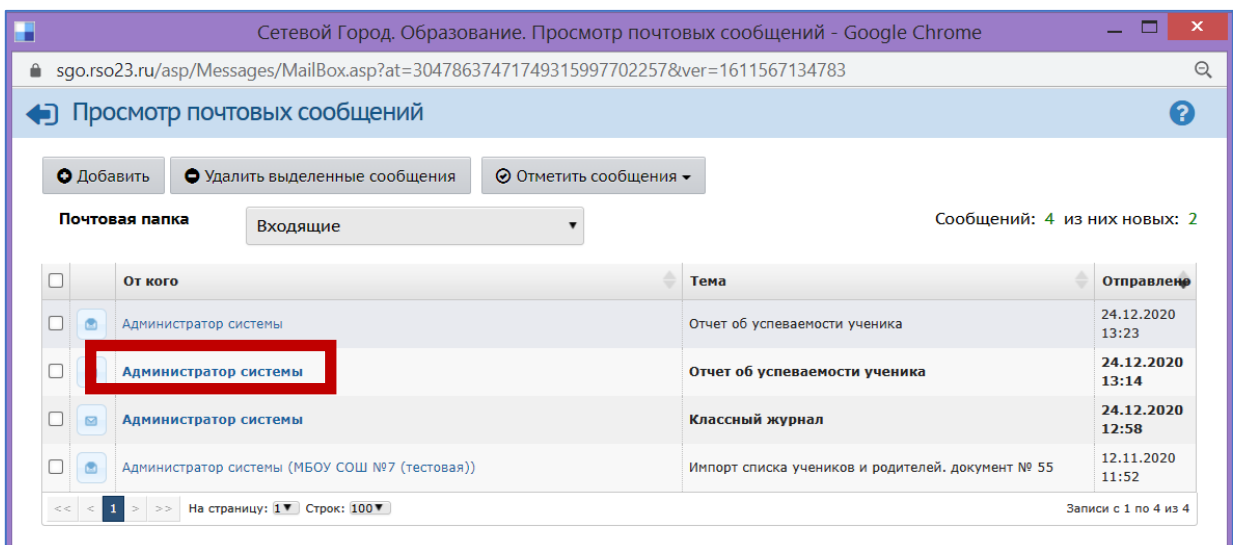 Сетевой Город. Образование. Просмотр почтовых сообщений - Google Chrome
sgo.rso23.ru/asp/Messages/MailBox.asp?at=30478637471749315997702257&ver=1611567134783
Просмотр почтовых сообщений
Добавить Удалить выделенные сообщения Отметить сообщения
Почтовая папка Входящие Сообщений: 4 из них новых: 2
От кого Тема Отправлено
Администратор системы Отчет об успеваемости ученика 24.12.2020
13:23
Администратор системы Отчет об успеваемости ученика 24.12.2020
13:14
Администратор системы Классный журнал 24.12.2020
12:58
Администратор системы (МБОУ СОШ №7 (тестовая)) Импорт списка учеников и родителей. документ № 55 12.11.2020
11:52
<< < 1 > >> На страницу: 1 Строк: 100 Записи с 1 по 4 из 4